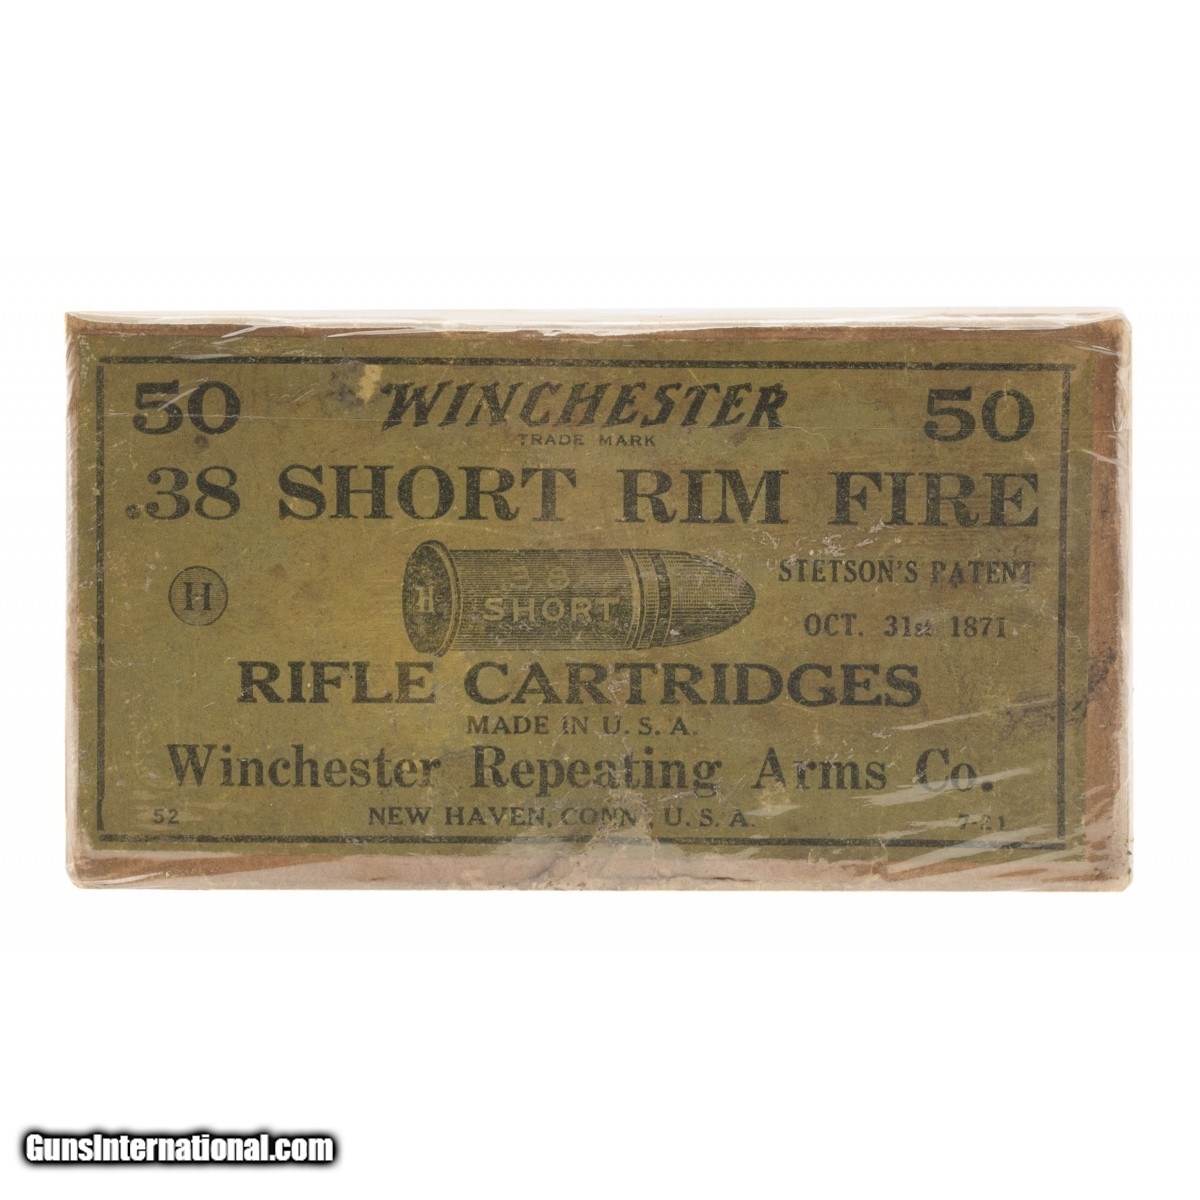 50 WINCHESTER 50
TRADE MARK
.38 SHORT RIM FIRE
H
H
38
SHORT
STETSON'S PATENT
OCT. 31st 1871
RIFLE CARTRIDGES
MADE IN U.S.A.
Winchester Repeating Arms Co.
52 NEW HAVEN, CONN., U.S.A. 7-21
GunsInternational.com